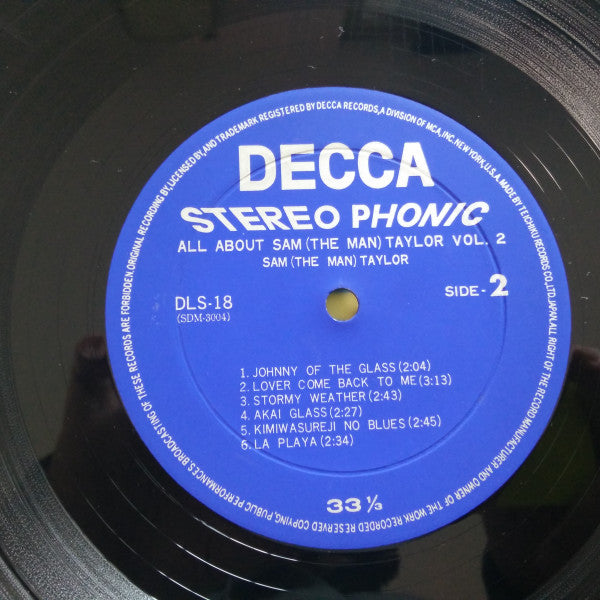 DECCA
STEREO PHONIC
ALL ABOUT SAM (THE MAN) TAYLOR VOL. 2
SAM (THE MAN) TAYLOR
DLS-18
(SDM-3004)
SIDE-2
1. JOHNNY OF THE GLASS (2:04)
2. LOVER COME BACK TO ME (3:13)
3. STORMY WEATHER (2:43)
4. AKAI GLASS (2:27)
5. KIMIWASUREJI NO BLUES (2:45)
6. LA PLAYA (2:34)
33 ⅓
ORIGINAL RECORDING BY, LICENSED BY, AND TRADEMARK REGISTERED BY DECCA RECORDS, A DIVISION OF MCA, INC. NEW YORK, U.S.A. MADE BY TEICHIKU RECORDS CO., LTD. JAPAN. ALL RIGHT OF THE RECORD MANUFACTURER AND OWNER OF THE WORK RECORDED RESERVED COPYING, PUBLIC PERFORMANCES BROADCASTING OF THESE RECORDS ARE FORBIDDEN.